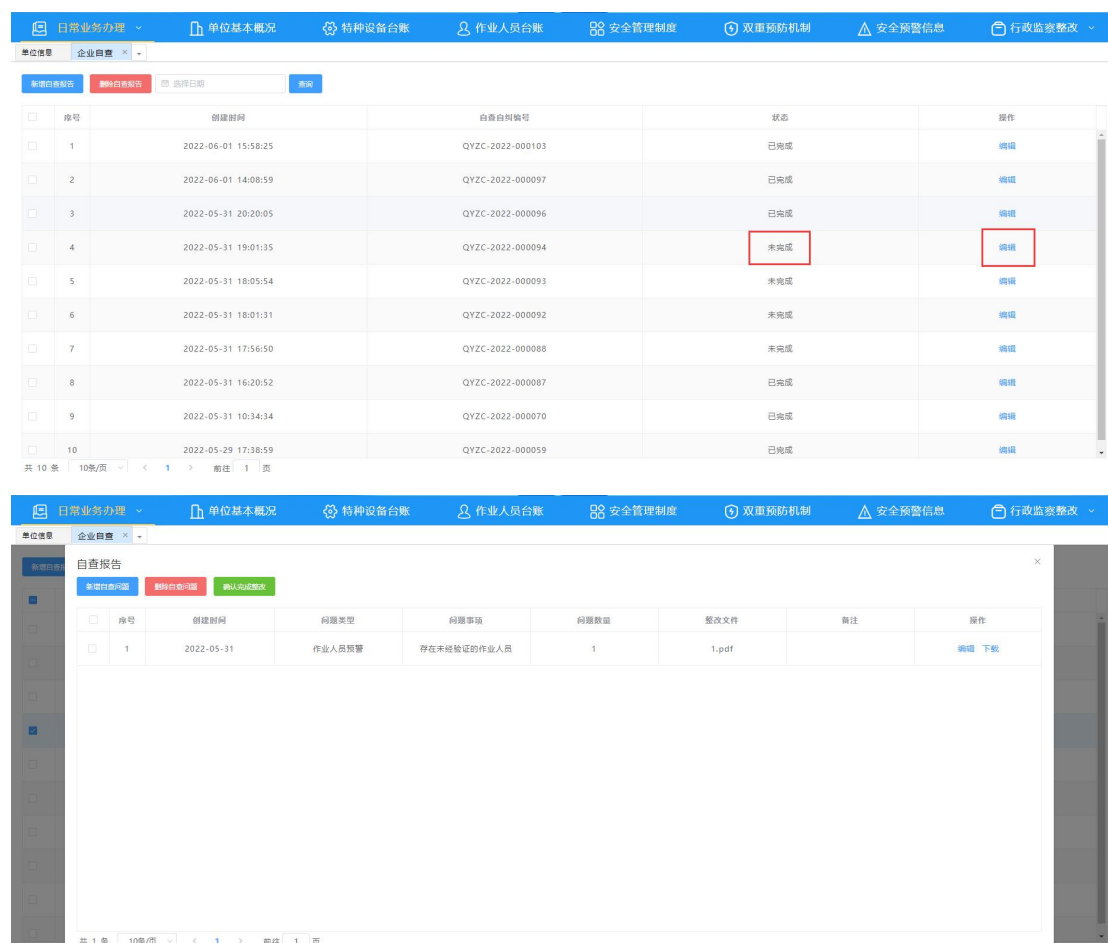 日常业务办理 单位基本概况 特种设备台账 作业人员台账 安全管理制度 双重预防机制 安全预警信息 行政监察整改
单位信息 企业自查 ×
新增自查报告 删除自查报告 选择日期 查询
序号 创建时间 自查自纠编号 状态 操作
1 2022-06-01 15:58:25 QYZC-2022-000103 已完成 编辑
2 2022-06-01 14:08:59 QYZC-2022-000097 已完成 编辑
3 2022-05-31 20:20:05 QYZC-2022-000096 已完成 编辑
4 2022-05-31 19:01:35 QYZC-2022-000094 未完成 编辑
5 2022-05-31 18:05:54 QYZC-2022-000093 未完成 编辑
6 2022-05-31 18:01:31 QYZC-2022-000092 未完成 编辑
7 2022-05-31 17:56:50 QYZC-2022-000088 未完成 编辑
8 2022-05-31 16:20:52 QYZC-2022-000087 已完成 编辑
9 2022-05-31 10:34:34 QYZC-2022-000070 已完成 编辑
10 2022-05-29 17:38:59 QYZC-2022-000059 已完成 编辑
共 10 条 10条/页 < 1 > 前往 1 页
日常业务办理 单位基本概况 特种设备台账 作业人员台账 安全管理制度 双重预防机制 安全预警信息 行政监察整改
单位信息 企业自查 ×
新增自查
自查报告 ×
新增自查问题 删除自查问题 确认完成整改
序号 创建时间 问题类型 问题事项 问题数量 整改文件 备注 操作
1 2022-05-31 作业人员预警 存在未经验证的作业人员 1 1.pdf 编辑 下载
共 1 条 10条/页 < 1 > 前往 1 页